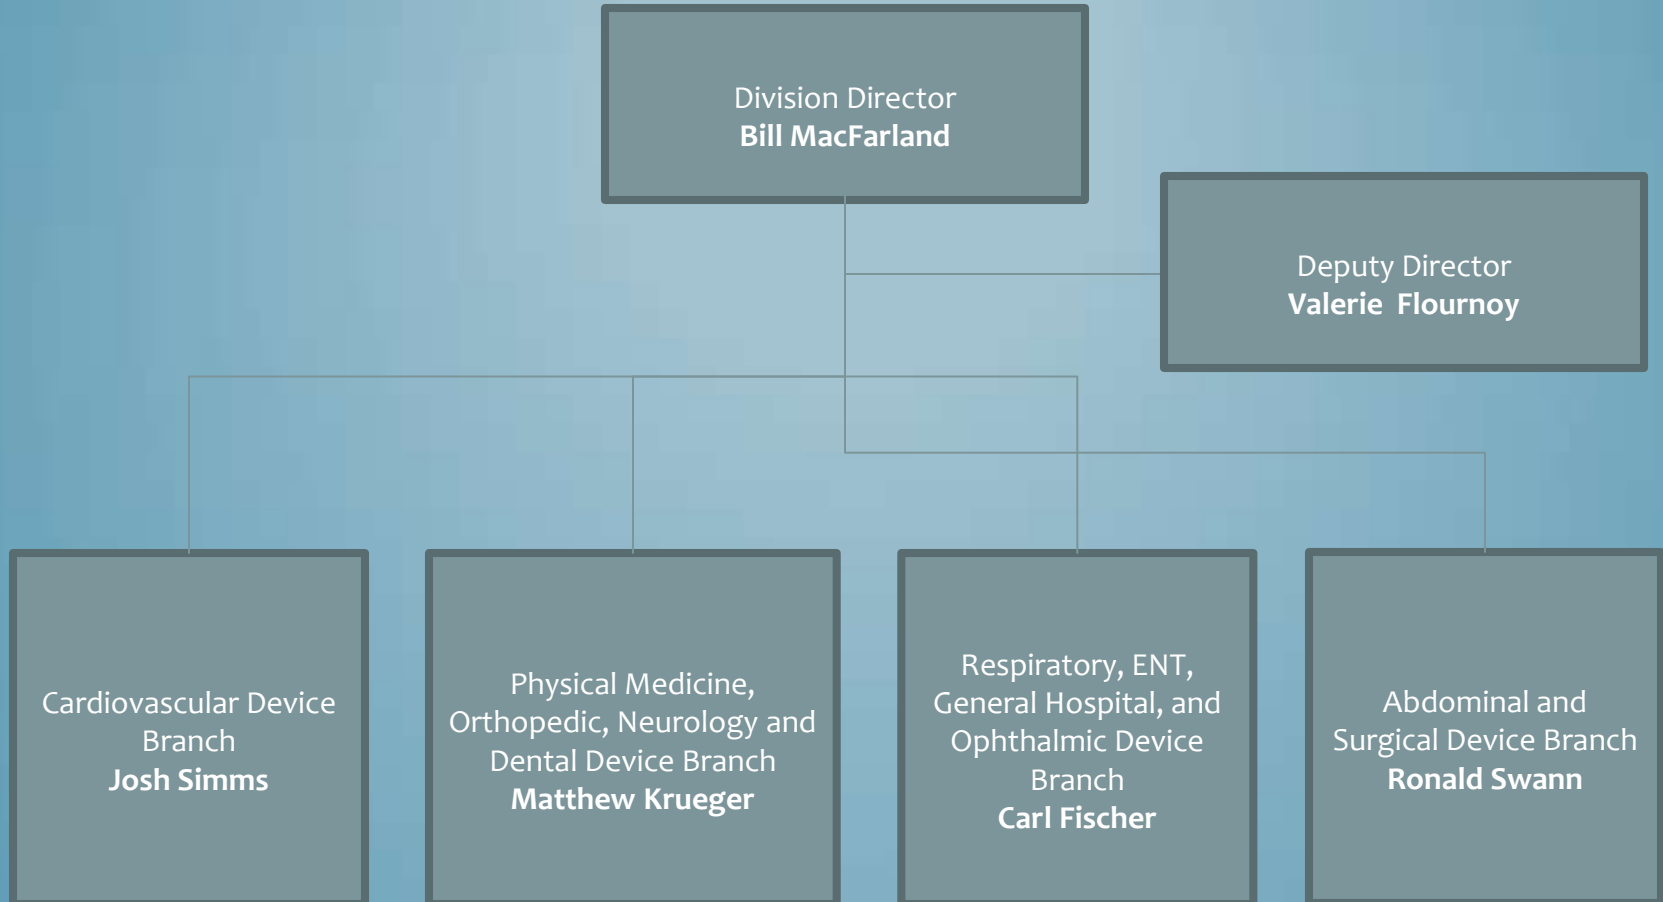 Division Director
Bill MacFarland
Deputy Director
Valerie Flournoy
Cardiovascular Device
Branch
Josh Simms
Physical Medicine,
Orthopedic, Neurology and
Dental Device Branch
Matthew Krueger
Respiratory, ENT,
General Hospital, and
Ophthalmic Device
Branch
Carl Fischer
Abdominal and
Surgical Device Branch
Ronald Swann